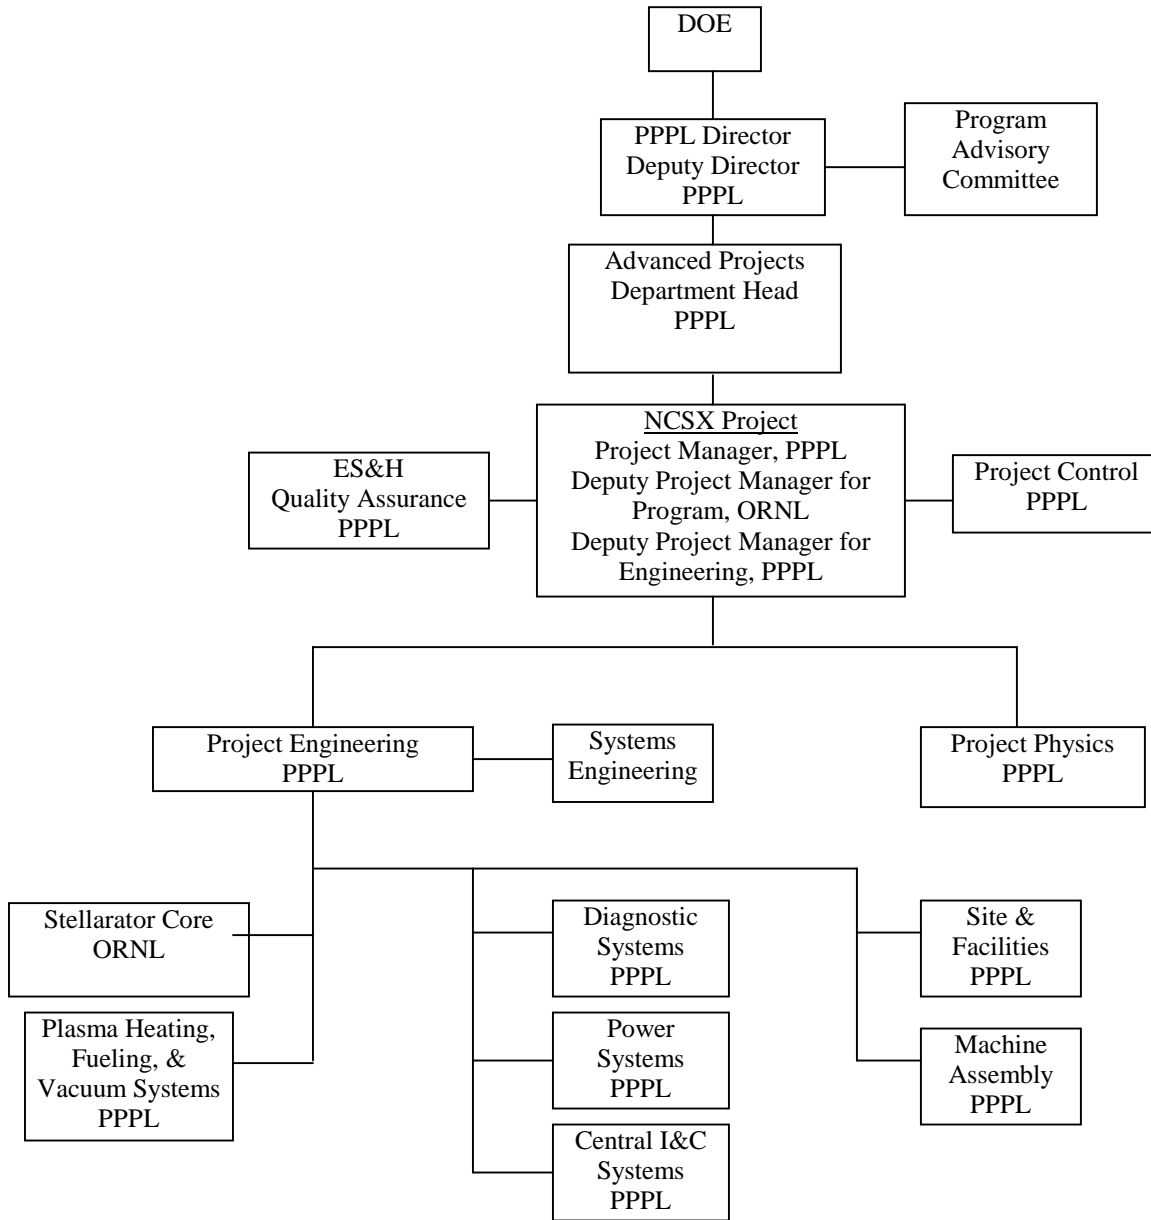 DOE
PPPL Director
Deputy Director
PPPL
Program
Advisory
Committee
Advanced Projects
Department Head
PPPL
NCSX Project
Project Manager, PPPL
Deputy Project Manager for
Program, ORNL
Deputy Project Manager for
Engineering, PPPL
ES&H
Quality Assurance
PPPL
Project Control
PPPL
Project Engineering
PPPL
Systems
Engineering
Project Physics
PPPL
Stellarator Core
ORNL
Diagnostic
Systems
PPPL
Site &
Facilities
PPPL
Plasma Heating,
Fueling, &
Vacuum Systems
PPPL
Power
Systems
PPPL
Machine
Assembly
PPPL
Central I&C
Systems
PPPL